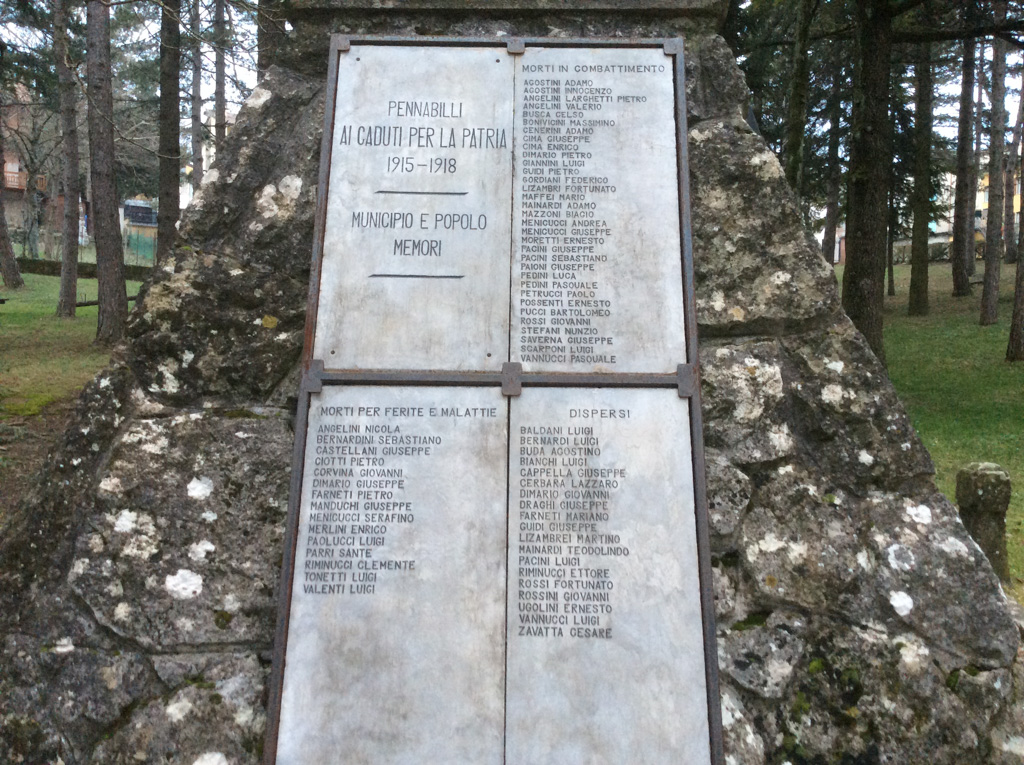 PENNABILLI
AI CADUTI PER LA PATRIA
1915-1918
MUNICIPIO E POPOLO
MEMORI
MORTI IN COMBATTIMENTO
AGOSTINI ADAMO
AGOSTINI INNOCENZO
ANGELINI LARGHETTI PIETRO
ANGELINI VALERIO
BUSCA CELSO
BONIVICINI MASSIMINO
CENERINI ADAMO
CIMA GIUSEPPE
CIMA ENRICO
DIMARIO PIETRO
GIANNINI LUIGI
GUIDI PIETRO
GORDIANI FEDERICO
LIZAMBRI FORTUNATO
MAFFEI MARIO
MAINARDI ADAMO
MAZZONI BIAGIO
MENICUCCI ANDREA
MENICUCCI GIUSEPPE
MORETTI ERNESTO
PACINI GIUSEPPE
PACINI SEBASTIANO
PAIONI GIUSEPPE
PEDINI LUCA
PEDINI PASQUALE
PETRUCCI PAOLO
POSSENTI ERNESTO
PUCCI BARTOLOMEO
ROSSI GIOVANNI
STEFANI NUNZIO
SAVERNA GIUSEPPE
SCARPONI LUIGI
VANNUCCI PASQUALE
MORTI PER FERITE E MALATTIE
ANGELINI NICOLA
BERNARDINI SEBASTIANO
CASTELLANI GIUSEPPE
CIOTTI PIETRO
CORVINA GIOVANNI
DIMARIO GIUSEPPE
FARNETI PIETRO
MANDUCHI GIUSEPPE
MENICUCCI SERAFINO
MERLINI ENRICO
PAOLUCCI LUIGI
PARRI SANTE
RIMINUCCI CLEMENTE
TONETTI LUIGI
VALENTI LUIGI
DISPERSI
BALDANI LUIGI
BERNARDI LUIGI
BUDA AGOSTINO
BIANCHI LUIGI
CAPPELLA GIUSEPPE
CERBARA LAZZARO
DIMARIO GIOVANNI
DRAGHI GIUSEPPE
FARNETI MARIANO
GUIDI GIUSEPPE
LIZAMBREI MARTINO
MAINARDI TEODOLINDO
PACINI LUIGI
RIMINUCCI ETTORE
ROSSI FORTUNATO
ROSSINI GIOVANNI
UGOLINI ERNESTO
VANNUCCI LUIGI
ZAVATTA CESARE